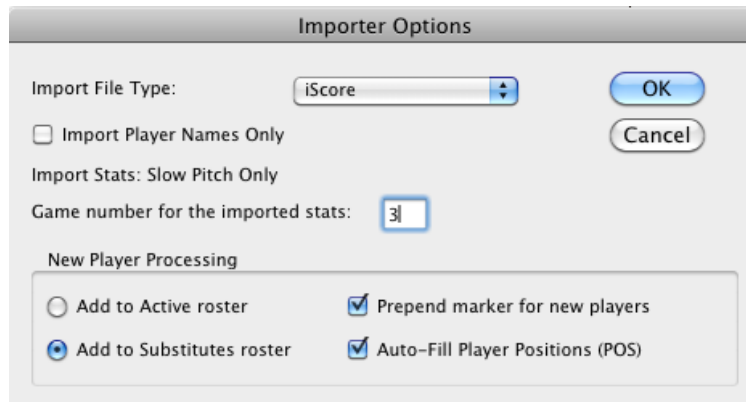 Importer Options
Import File Type: iScore OK
Import Player Names Only Cancel
Import Stats: Slow Pitch Only
Game number for the imported stats: 3
New Player Processing
Add to Active roster Prepend marker for new players
Add to Substitutes roster Auto-Fill Player Positions (POS)